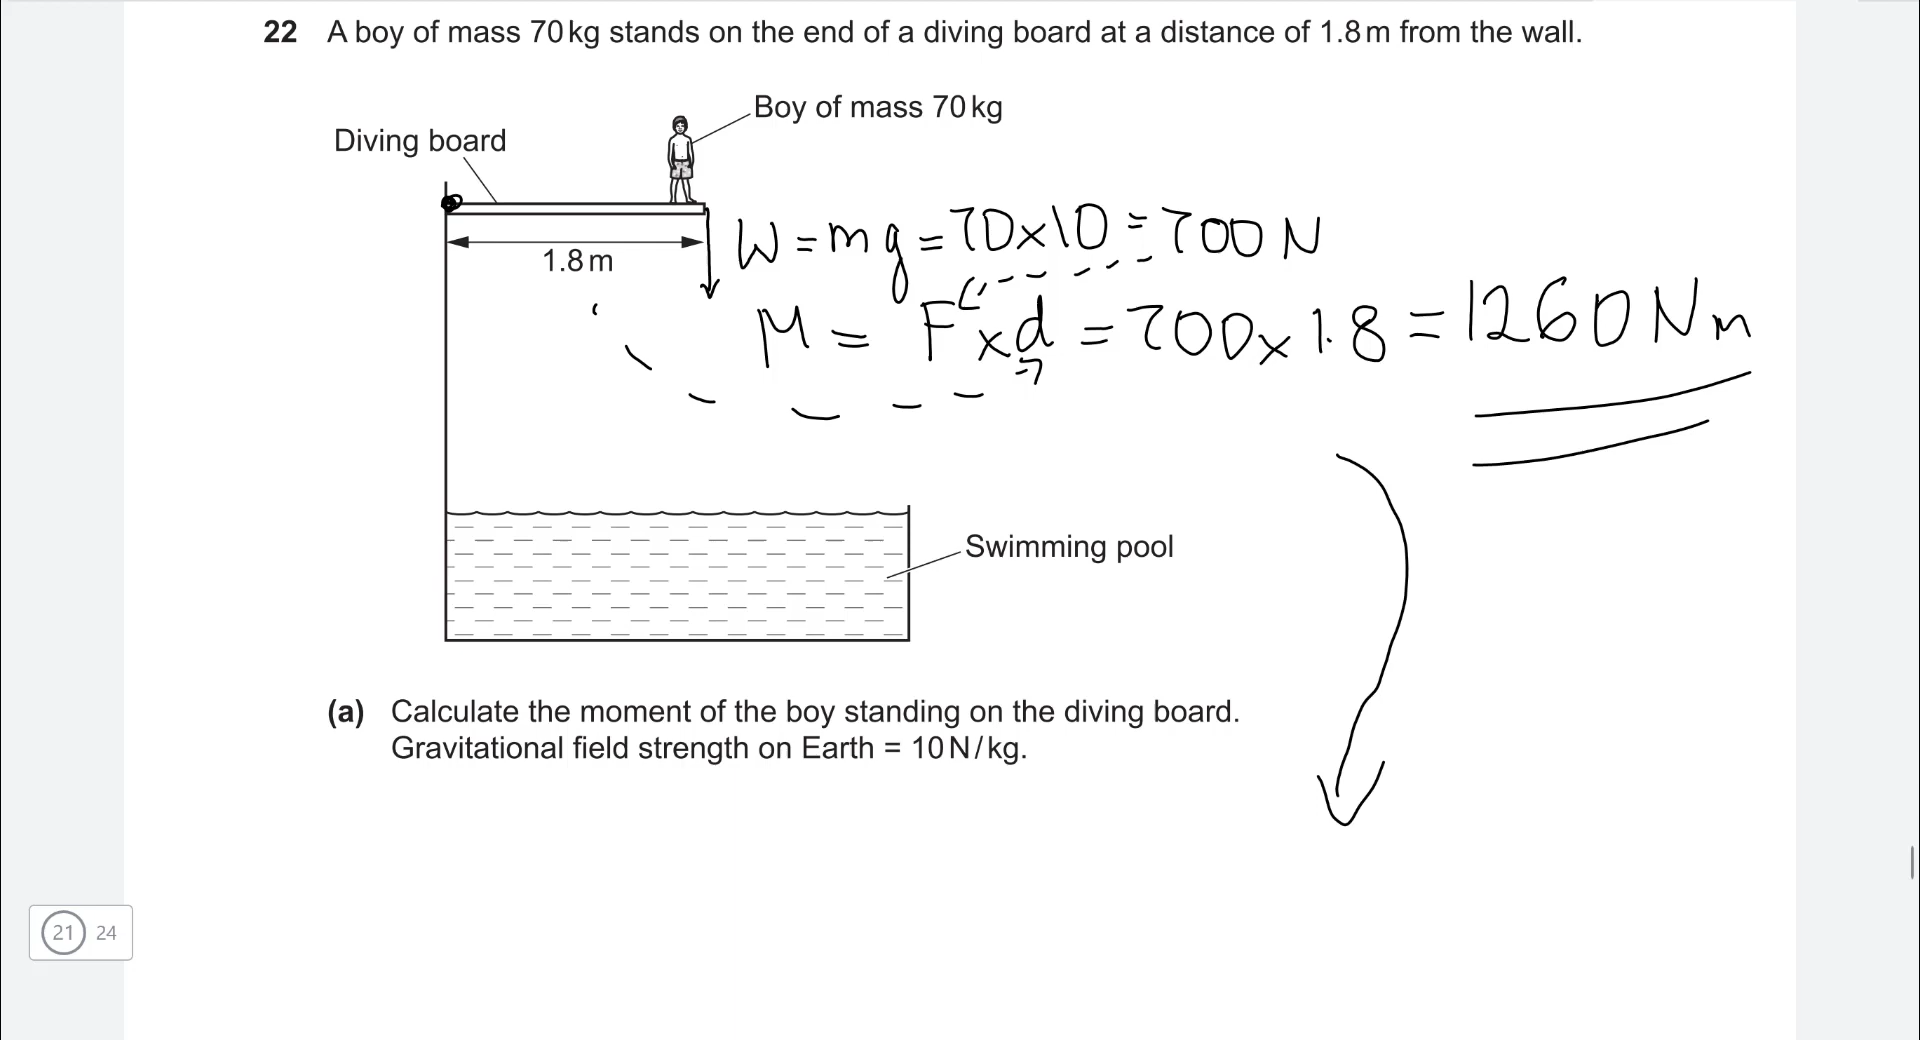 22 A boy of mass 70 kg stands on the end of a diving board at a distance of 1.8 m from the wall.
Boy of mass 70 kg
Diving board
W = mg = 70×10 = 700 N
1.8 m
M = F×d = 700×1.8 = 1260 Nm
Swimming pool
(a) Calculate the moment of the boy standing on the diving board.
Gravitational field strength on Earth = 10 N/kg.
21 24